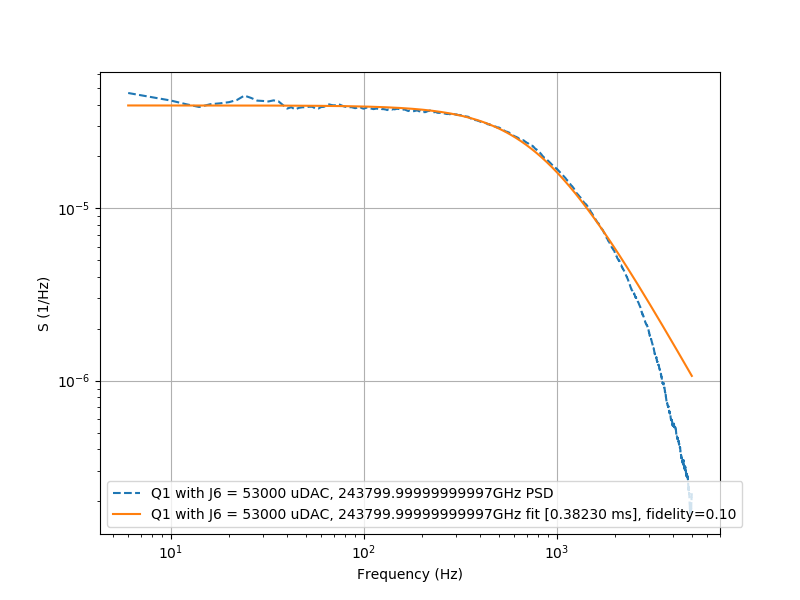 10⁻⁵
10⁻⁶
S (1/Hz)
Q1 with J6 = 53000 uDAC, 243799.99999999997GHz PSD
Q1 with J6 = 53000 uDAC, 243799.99999999997GHz fit [0.38230 ms], fidelity=0.10
10¹ 10² 10³
Frequency (Hz)